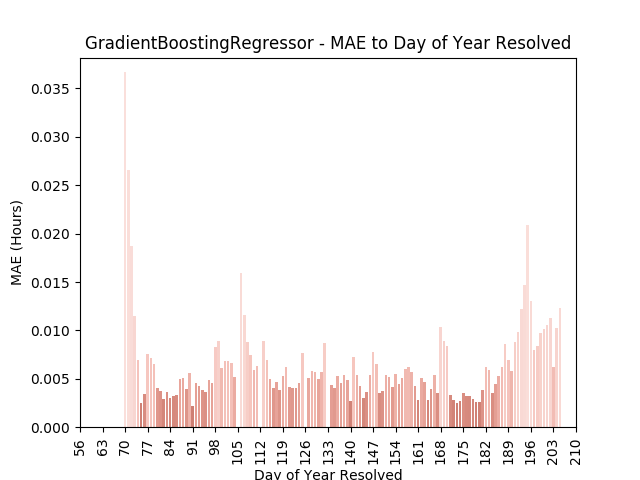 GradientBoostingRegressor - MAE to Day of Year Resolved
MAE (Hours)
0.035
0.030
0.025
0.020
0.015
0.010
0.005
0.000
56 63 70 77 84 91 98 105 112 119 126 133 140 147 154 161 168 175 182 189 196 203 210
Day of Year Resolved